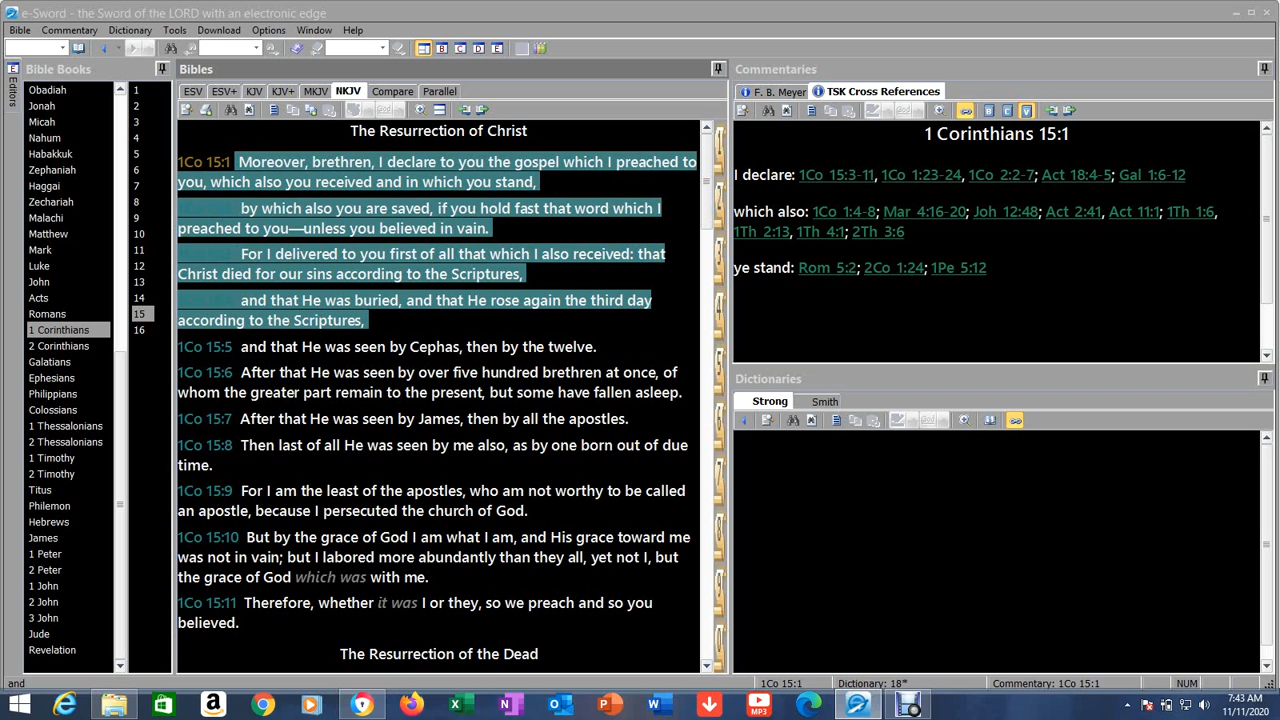 e-Sword - the Sword of the LORD with an electronic edge
Bible Commentary Dictionary Tools Download Options Window Help
B C D E
Editors
Bible Books
Obadiah
Jonah
Micah
Nahum
Habakkuk
Zephaniah
Haggai
Zechariah
Malachi
Matthew
Mark
Luke
John
Acts
Romans
1 Corinthians
2 Corinthians
Galatians
Ephesians
Philippians
Colossians
1 Thessalonians
2 Thessalonians
1 Timothy
2 Timothy
Titus
Philemon
Hebrews
James
1 Peter
2 Peter
1 John
2 John
3 John
Jude
Revelation
1
2
3
4
5
6
7
8
9
10
11
12
13
14
15
16
Bibles
ESV ESV+ KJV KJV+ MKJV NKJV Compare Parallel
The Resurrection of Christ
1Co 15:1 Moreover, brethren, I declare to you the gospel which I preached to
you, which also you received and in which you stand,
by which also you are saved, if you hold fast that word which I
preached to you—unless you believed in vain.
For I delivered to you first of all that which I also received: that
Christ died for our sins according to the Scriptures,
and that He was buried, and that He rose again the third day
according to the Scriptures,
1Co 15:5 and that He was seen by Cephas, then by the twelve.
1Co 15:6 After that He was seen by over five hundred brethren at once, of
whom the greater part remain to the present, but some have fallen asleep.
1Co 15:7 After that He was seen by James, then by all the apostles.
1Co 15:8 Then last of all He was seen by me also, as by one born out of due
time.
1Co 15:9 For I am the least of the apostles, who am not worthy to be called
an apostle, because I persecuted the church of God.
1Co 15:10 But by the grace of God I am what I am, and His grace toward me
was not in vain; but I labored more abundantly than they all, yet not I, but
the grace of God which was with me.
1Co 15:11 Therefore, whether it was I or they, so we preach and so you
believed.
The Resurrection of the Dead
Commentaries
F. B. Meyer TSK Cross References
B C V
1 Corinthians 15:1
I declare: 1Co 15:3-11, 1Co 1:23-24, 1Co 2:2-7; Act 18:4-5; Gal 1:6-12
which also: 1Co 1:4-8; Mar 4:16-20; Joh 12:48; Act 2:41, Act 11:1; 1Th 1:6,
1Th 2:13, 1Th 4:1; 2Th 3:6
ye stand: Rom 5:2; 2Co 1:24; 1Pe 5:12
Dictionaries
Strong Smith
and
1Co 15:1 Dictionary: 18* Commentary: 1Co 15:1 NUM
MP3
7:43 AM
11/11/2020